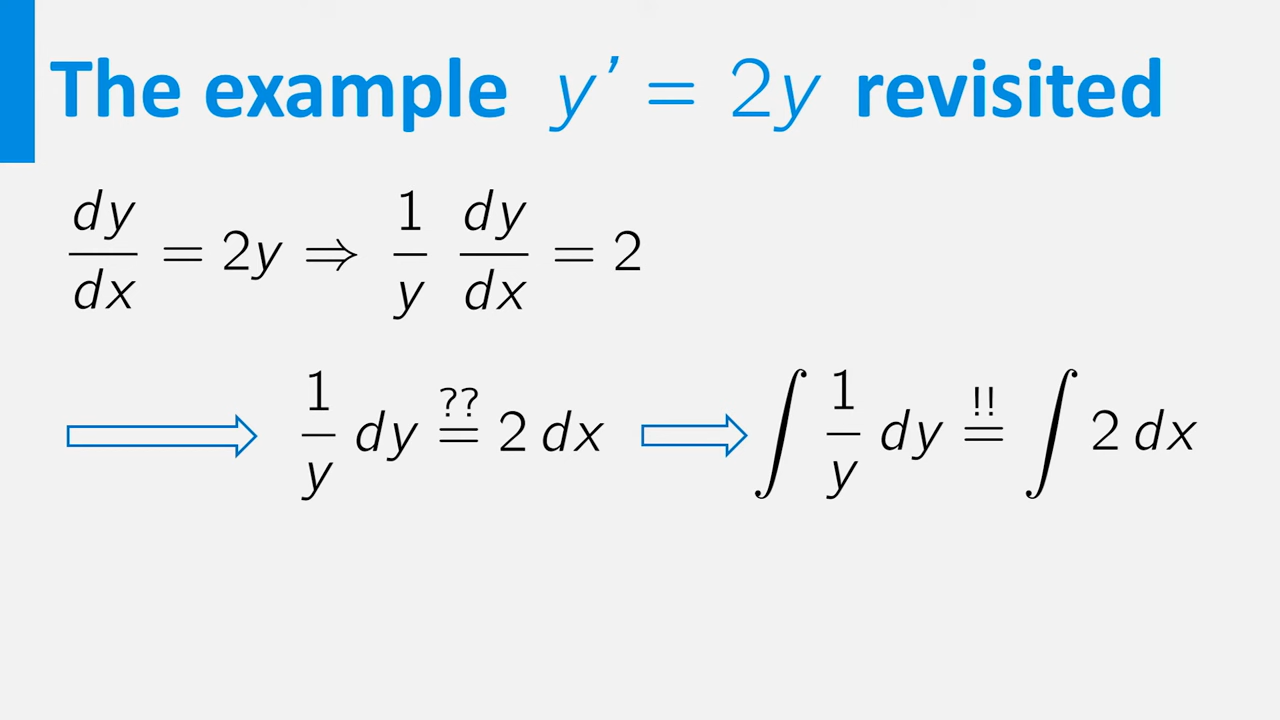 The example y' = 2y revisited
dy/dx = 2y ⇒ 1/y dy/dx = 2
⟹ 1/y dy =?? 2 dx ⟹ ∫ 1/y dy =!! ∫ 2 dx